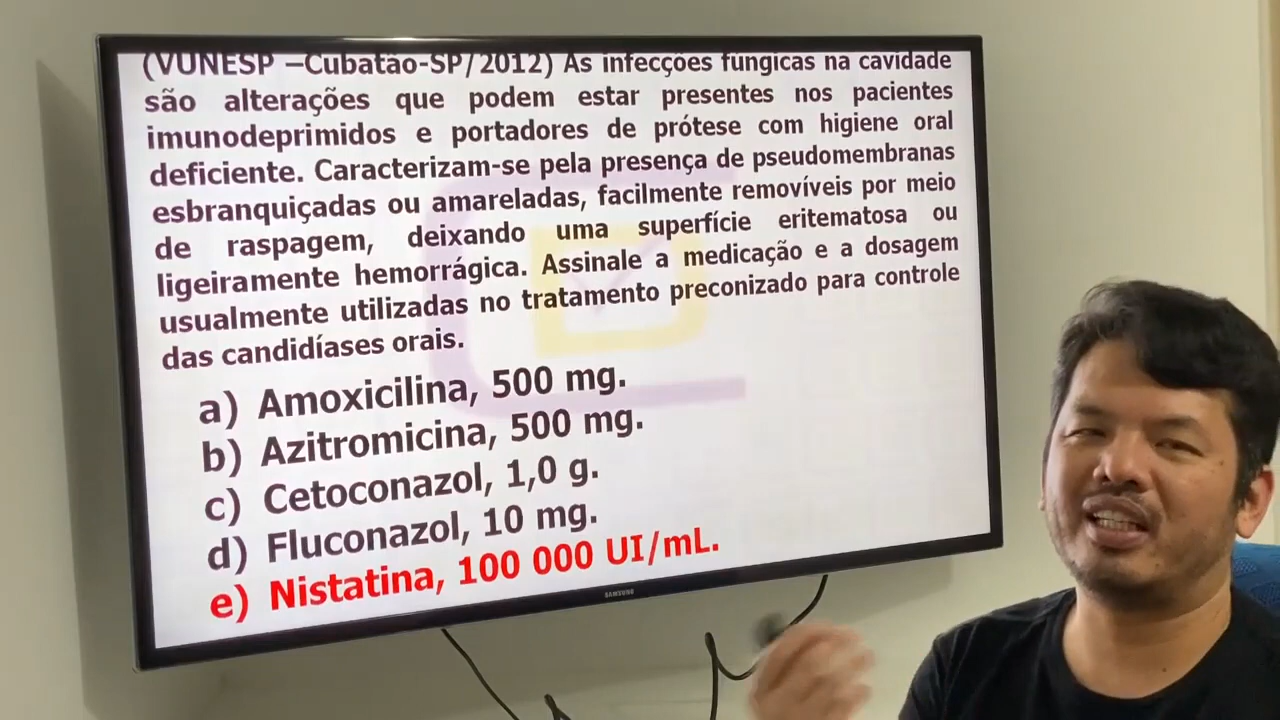 (VUNESP –Cubatão-SP/2012) As infecções fúngicas na cavidade
são alterações que podem estar presentes nos pacientes
imunodeprimidos e portadores de prótese com higiene oral
deficiente. Caracterizam-se pela presença de pseudomembranas
esbranquiçadas ou amareladas, facilmente removíveis por meio
de raspagem, deixando uma superfície eritematosa ou
ligeiramente hemorrágica. Assinale a medicação e a dosagem
usualmente utilizadas no tratamento preconizado para controle
das candidíases orais.
a) Amoxicilina, 500 mg.
b) Azitromicina, 500 mg.
c) Cetoconazol, 1,0 g.
d) Fluconazol, 10 mg.
e) Nistatina, 100 000 UI/mL.
SAMSUNG